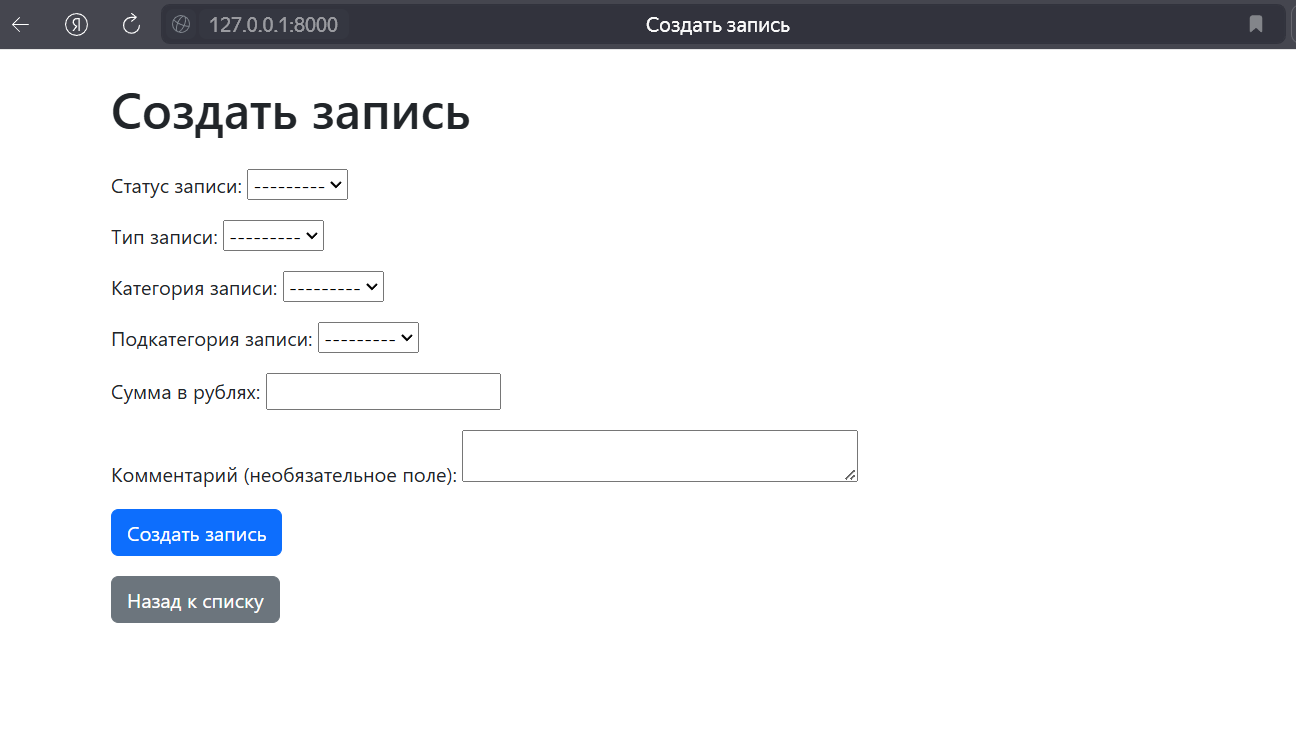 Я 127.0.0.1:8000 Создать запись
Создать запись
Статус записи: ---------
Тип записи: ---------
Категория записи: ---------
Подкатегория записи: ---------
Сумма в рублях:
Комментарий (необязательное поле):
Создать запись
Назад к списку